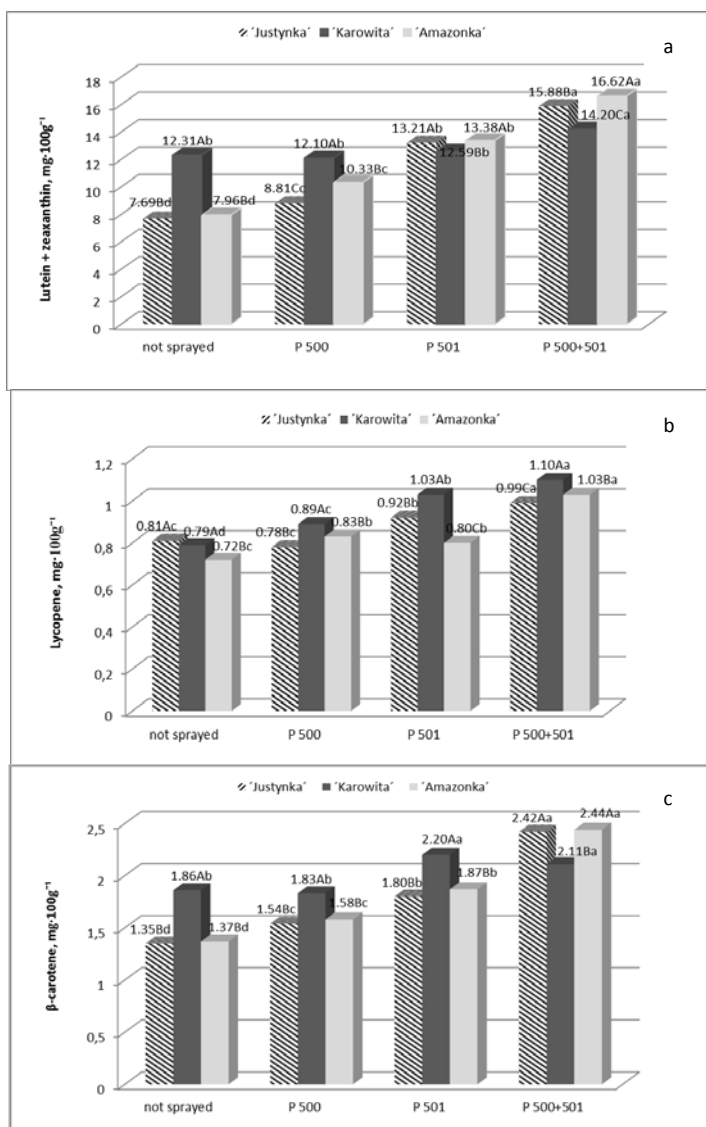 ´Justynka´ ´Karowita´ ´Amazonka´
a
Lutein + zeaxanthin, mg·100g⁻¹
18
16
14
12
10
8
6
4
2
0
7.69Bd 12.31Ab 7.96Bd
8.81Cc 12.10Ab 10.33Bc
13.21Ab 12.59Bb 13.38Ab
15.88Ba 14.20Ca 16.62Aa
not sprayed P 500 P 501 P 500+501
´Justynka´ ´Karowita´ ´Amazonka´
b
Lycopene, mg·100g⁻¹
1,2
1
0,8
0,6
0,4
0,2
0
0.81Ac 0.79Ad 0.72Bc
0.78Bc 0.89Ac 0.83Bb
0.92Bb 1.03Ab 0.80Cb
0.99Ca 1.10Aa 1.03Ba
not sprayed P 500 P 501 P 500+501
´Justynka´ ´Karowita´ ´Amazonka´
c
β-carotene, mg·100g⁻¹
2,5
2
1,5
1
0,5
0
1.35Bd 1.86Ab 1.37Bd
1.54Bc 1.83Ab 1.58Bc
1.80Bb 2.20Aa 1.87Bb
2.42Aa 2.11Ba 2.44Aa
not sprayed P 500 P 501 P 500+501